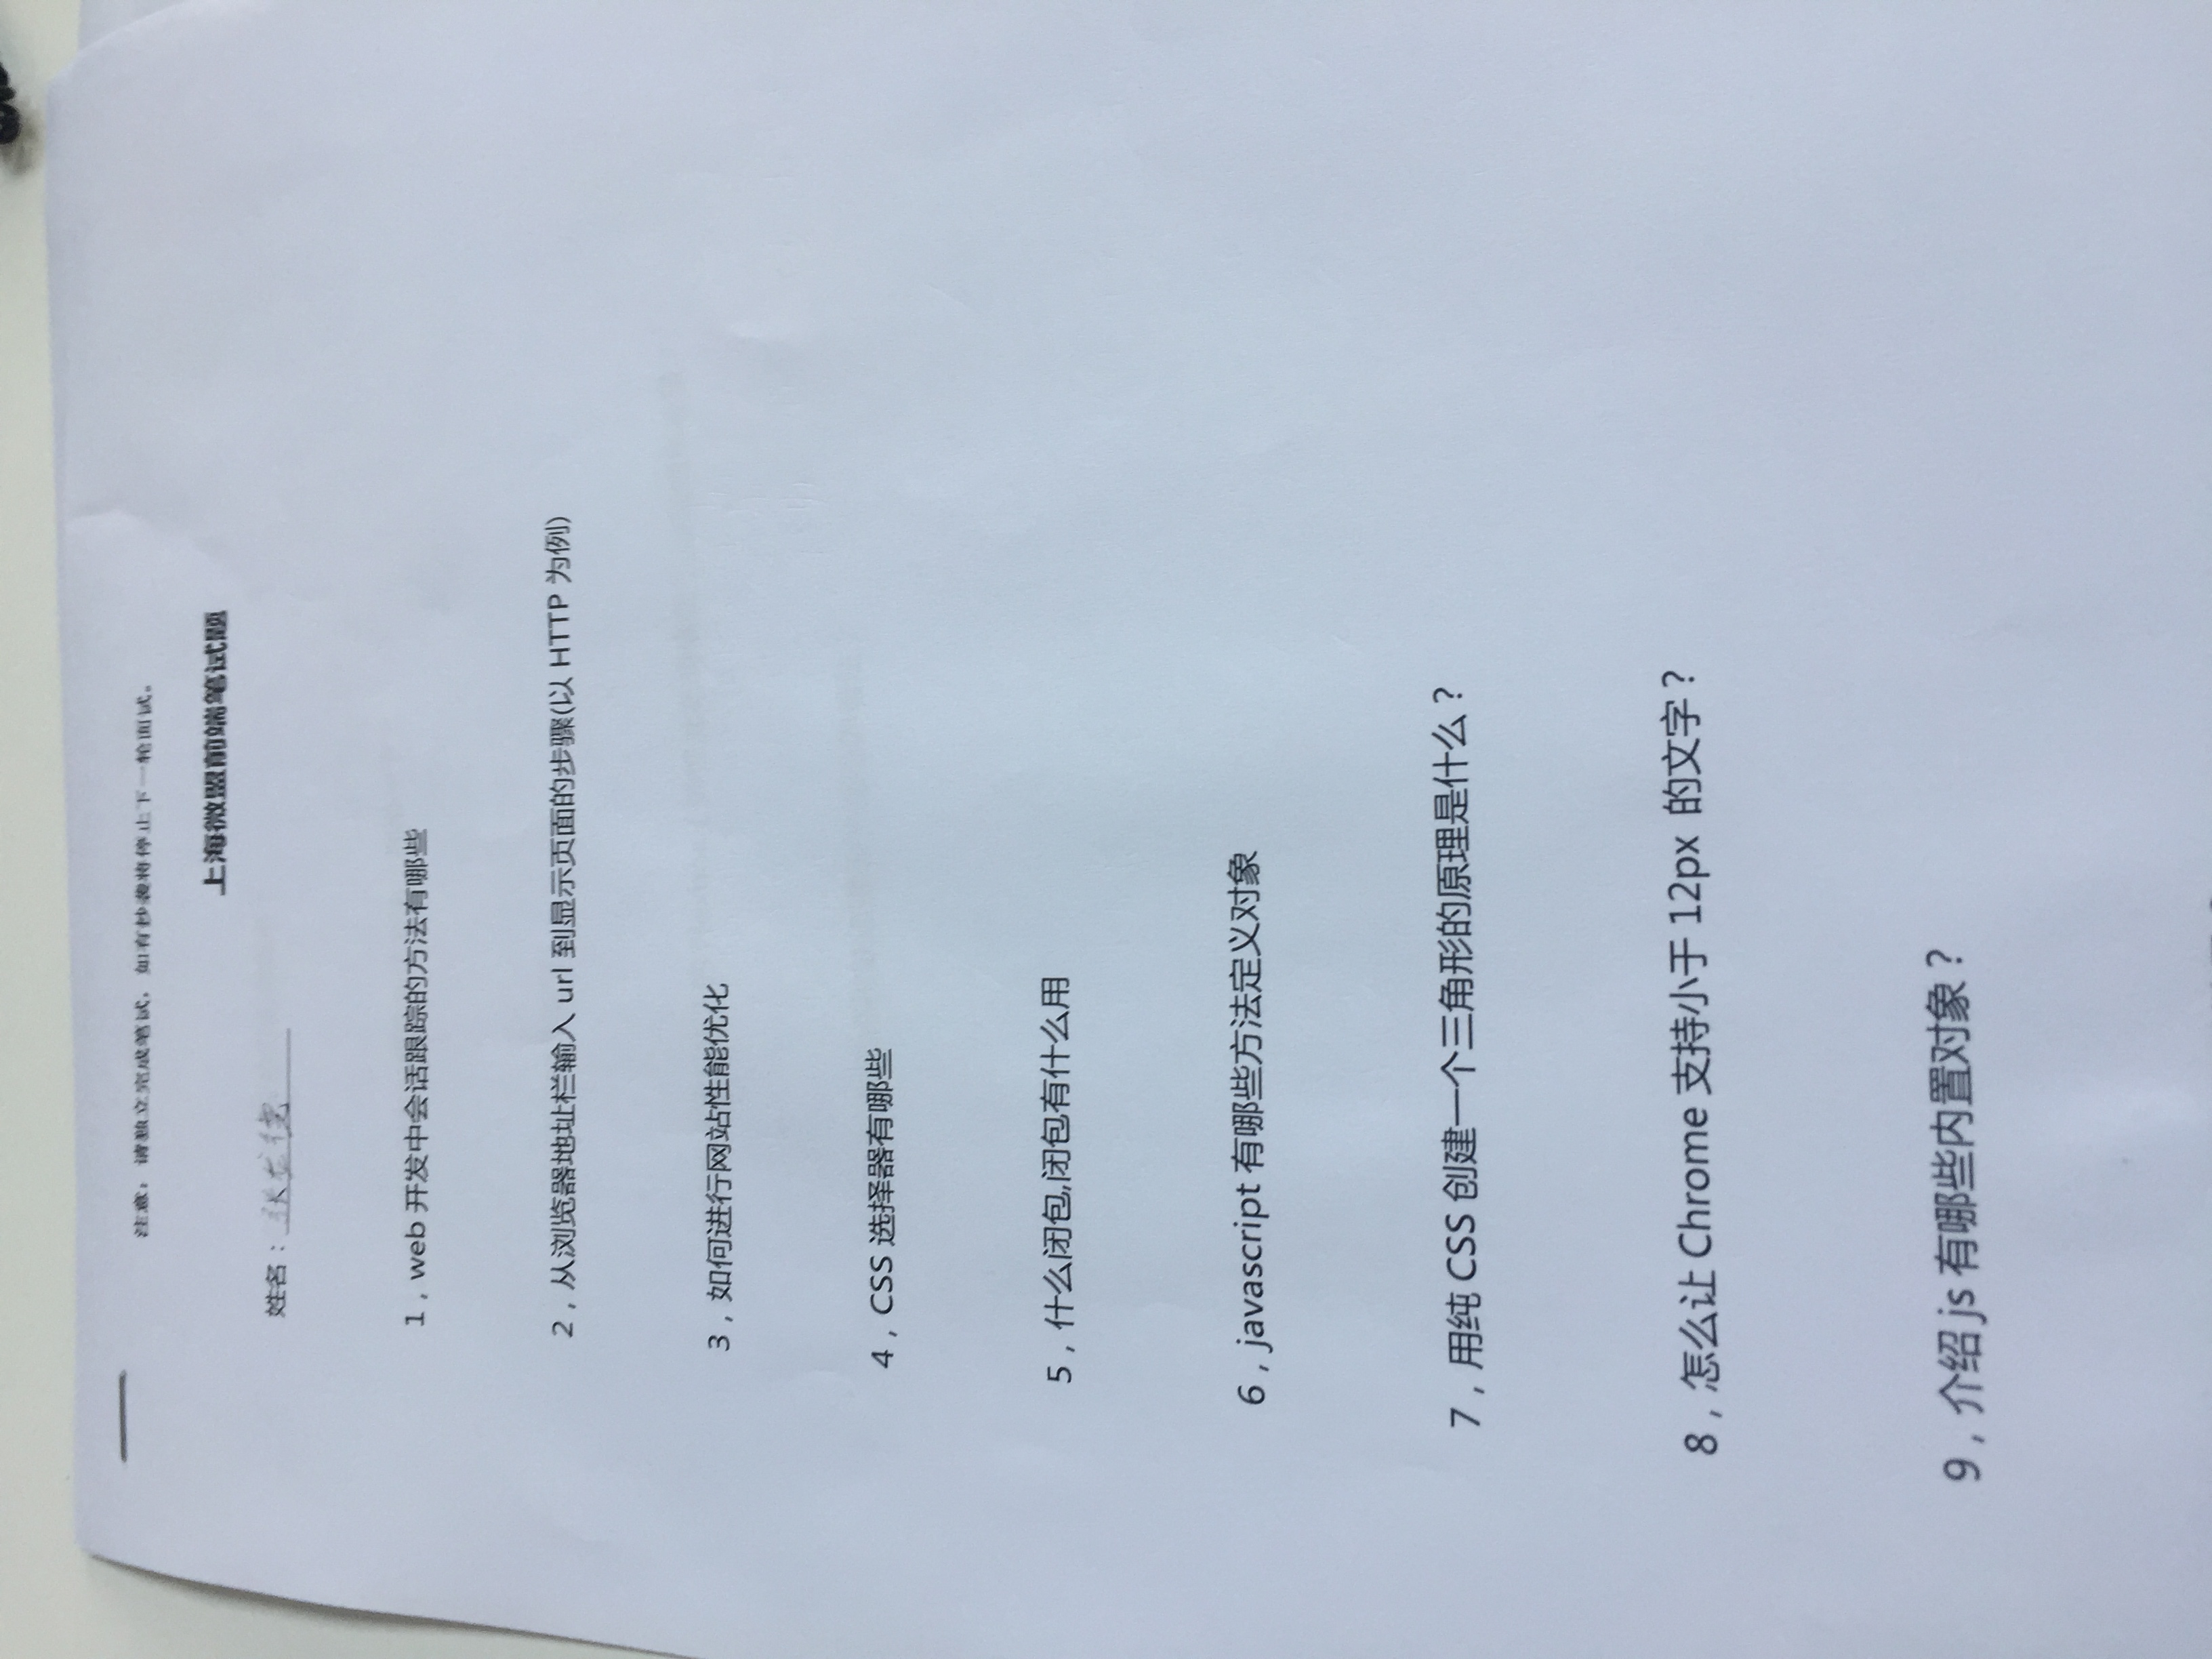 注意：请独立完成笔试，如有抄袭将停止下一轮面试。
上海微盟前端笔试题
姓名：张龙德
1，web 开发中会话跟踪的方法有哪些
2，从浏览器地址栏输入 url 到显示页面的步骤(以 HTTP 为例)
3，如何进行网站性能优化
4，CSS 选择器有哪些
5，什么闭包,闭包有什么用
6，javascript 有哪些方法定义对象
7，用纯 CSS 创建一个三角形的原理是什么？
8，怎么让 Chrome 支持小于 12px 的文字？
9，介绍 js 有哪些内置对象？